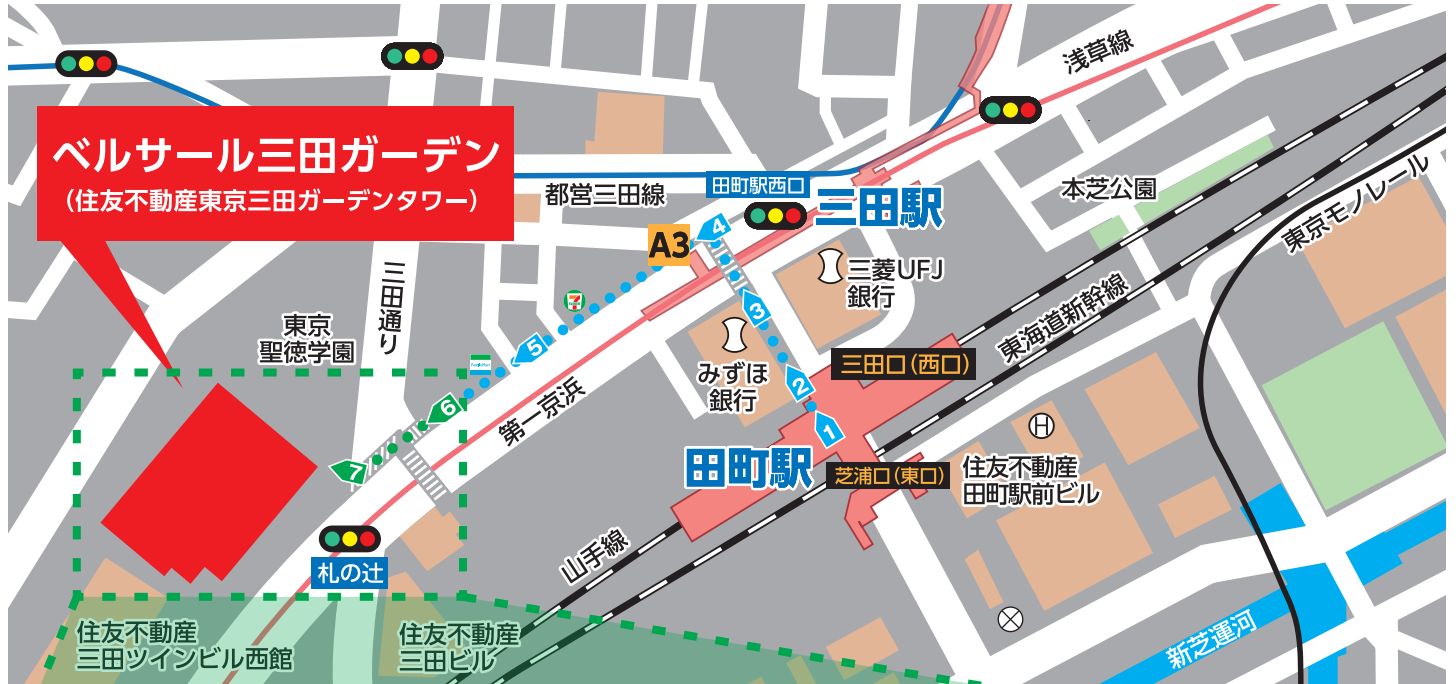 浅草線
ベルサール三田ガーデン
(住友不動産東京三田ガーデンタワー)
都営三田線
田町駅西口
三田駅
本芝公園
東京モノレール
A3
4
三田通り
三菱UFJ
銀行
3
7
東京
聖徳学園
5
FamilyMart
みずほ
銀行
三田口(西口)
東海道新幹線
2
6
第一京浜
1
H
田町駅
芝浦口(東口)
住友不動産
田町駅前ビル
7
山手線
札の辻
住友不動産
三田ツインビル西館
住友不動産
三田ビル
新芝運河